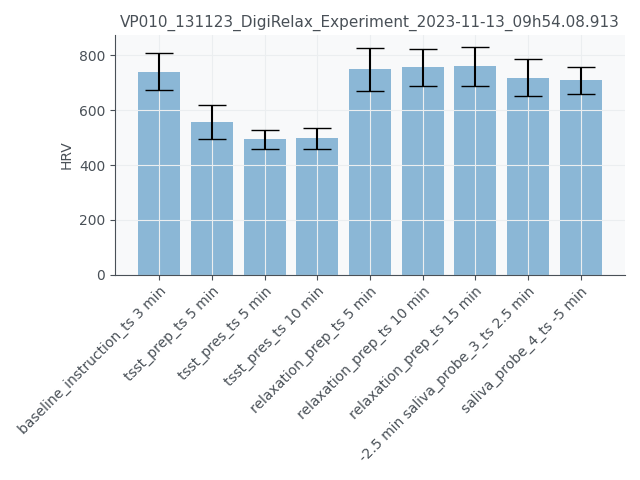 VP010_131123_DigiRelax_Experiment_2023-11-13_09h54.08.913
800
600
400
200
0
HRV
baseline_instruction_ts 3 min
tsst_prep_ts 5 min
tsst_pres_ts 5 min
tsst_pres_ts 10 min
relaxation_prep_ts 5 min
relaxation_prep_ts 10 min
relaxation_prep_ts 15 min
-2.5 min saliva_probe_3_ts 2.5 min
saliva_probe_4_ts -5 min